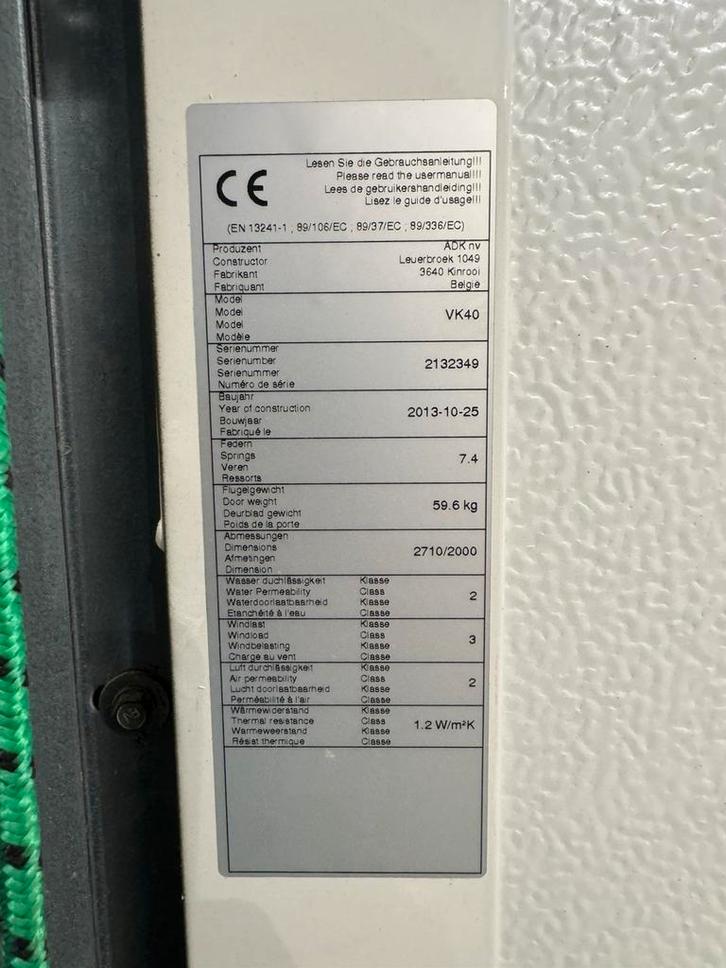 CE
Lesen Sie die Gebrauchsanleitung!!!
Please read the usermanual!!!
Lees de gebruikershandleiding!!!
Lisez le guide d'usage!!!
(EN 13241-1 , 89/106/EC , 89/37/EC , 89/336/EC)
Produzent ADK nv
Constructor Leuerbroek 1049
Fabrikant 3640 Kinrooi
Fabriquant Belgie
Model
Model VK40
Model
Modèle
Serienummer
Serienumber 2132349
Serienummer
Numéro de série
Baujahr
Year of construction 2013-10-25
Bouwjaar
Fabriqué le
Federn
Springs 7.4
Veren
Ressorts
Flugelgewicht
Door weight 59.6 kg
Deurblad gewicht
Poids de la porte
Abmessungen
Dimensions 2710/2000
Afmetingen
Dimension
Wasser duchlässigkeit Klasse
Water Permeability Class 2
Waterdoorlaatbaarheid Klasse
Etanchéité à l'eau Classe
Windlast Klasse
Windload Class 3
Windbelasting Klasse
Charge au vent Classe
Luft durchlässigkeit Klasse
Air permeability Class 2
Lucht doorlaatbaarheid Klasse
Perméabilité à l'air Classe
Wärmewiderstand Klasse
Thermal resistance Class 1.2 W/m²K
Warmeweerstand Klasse
Résist thermique Classe